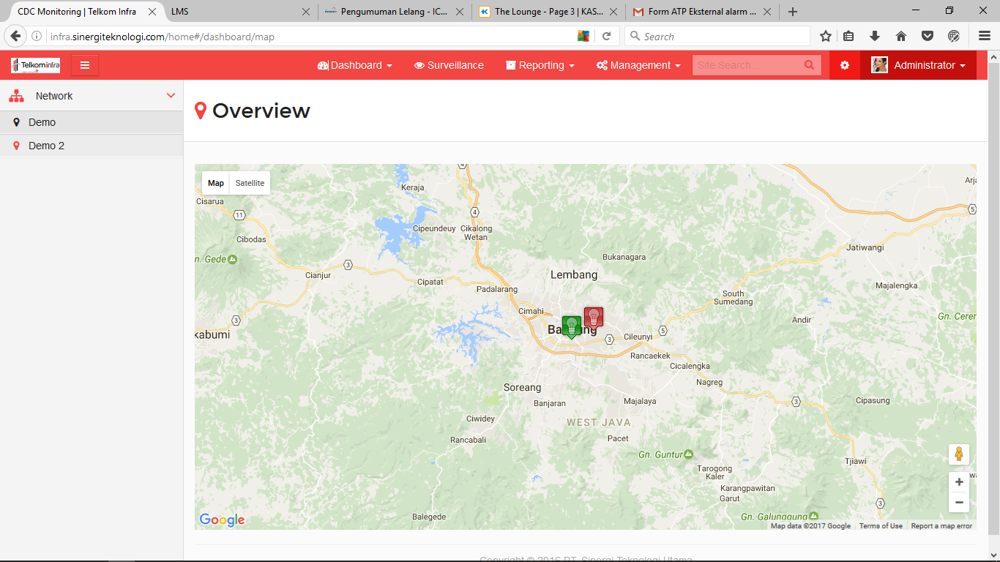 CDC Monitoring | Telkom Infra
LMS
Pengumuman Lelang - IC...
The Lounge - Page 3 | KAS...
Form ATP Eksternal alarm ...
infra.sinergiteknologi.com/home#/dashboard/map
Search
Telkominfra
Dashboard
Surveillance
Reporting
Management
Site Search...
Administrator
Network
Demo
Demo 2
Overview
Map
Satellite
Keraja
Arja
Cisarua
11
4
4
5
Cibodas
Cipeundeuy
Cikalong
Wetan
Jatiwangi
n. Gede
3
Bukanagara
Cianjur
Cipatat
Lembang
Majalengka
Padalarang
South
Sumedang
Cimahi
Andir
Gn. Cerem
3
kabumi
3
Cileunyi
5
Rancaekek
Cicalengka
Nagreg
Soreang
Banjaran
Majalaya
3
Cipasung
Ciwidey
WEST JAVA
Rancabali
Pacet
Gn. Guntur
Tjiawi
Tarogong
Kaler
Karangpawitan
Garut
3
Balegede
Gn. Galunggung
Google
Map data ©2017 Google
Terms of Use
Report a map error
Copyright © 2016 PT. Sinergi Teknologi Utama